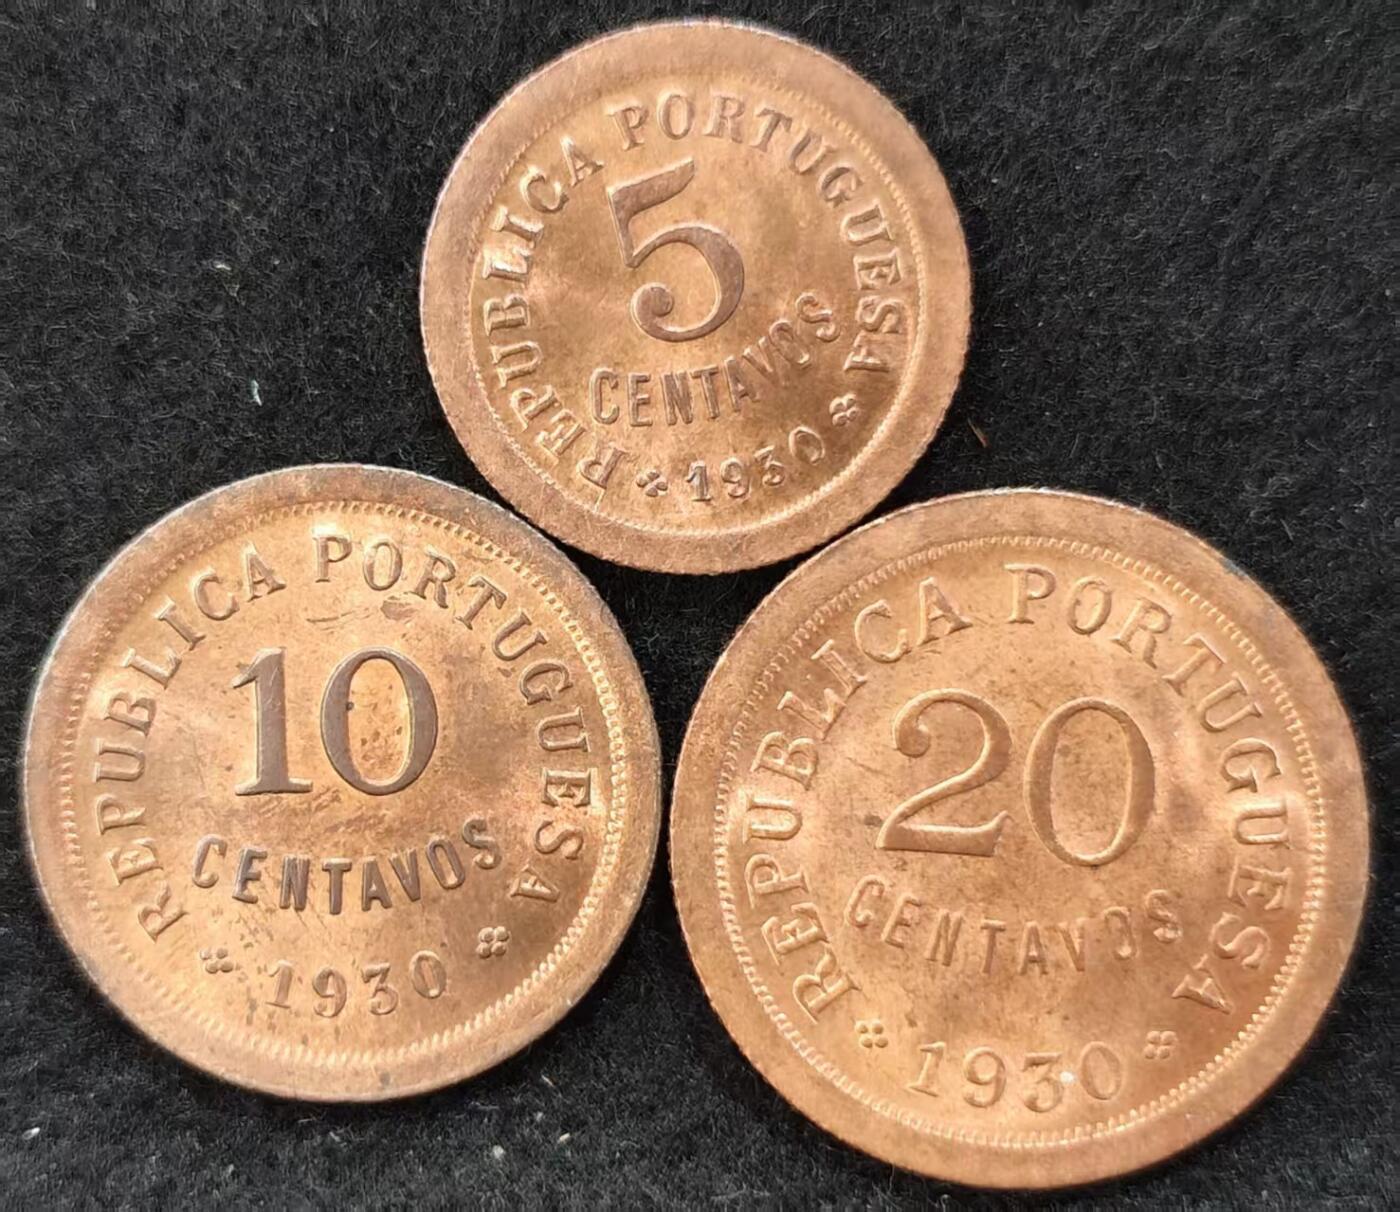 REPUBLICA PORTUGUESA
5
CENTAVOS
1930
REPUBLICA PORTUGUESA
10
CENTAVOS
1930
REPUBLICA PORTUGUESA
20
CENTAVOS
1930